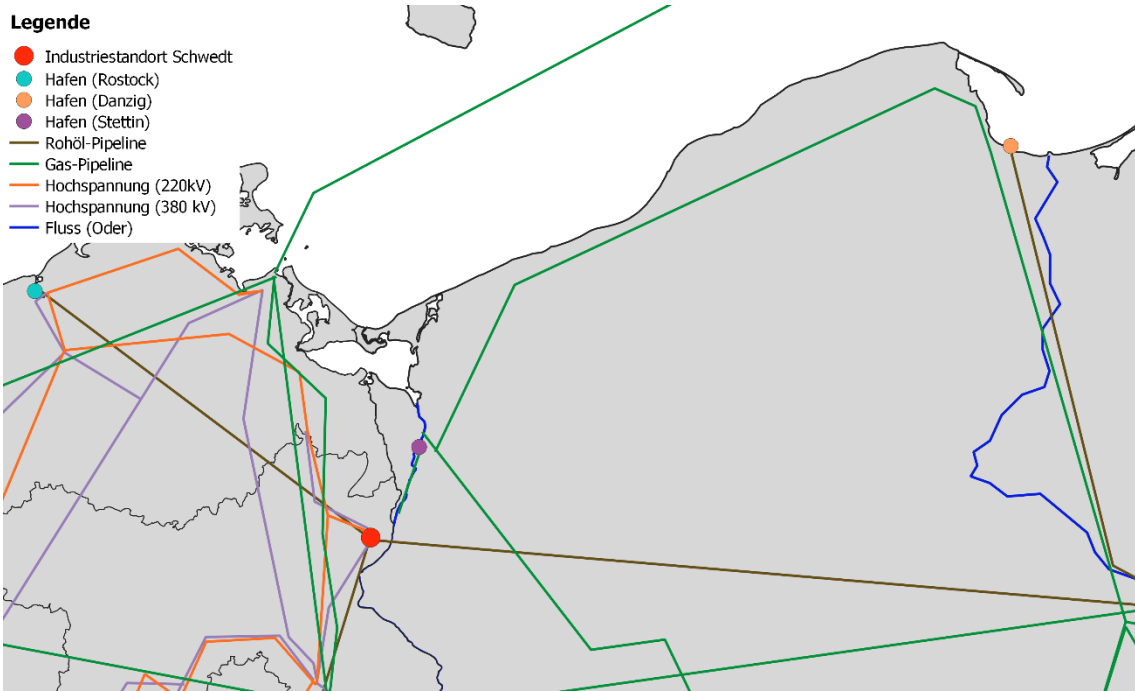 Legende
Industriestandort Schwedt
Hafen (Rostock)
Hafen (Danzig)
Hafen (Stettin)
Rohöl-Pipeline
Gas-Pipeline
Hochspannung (220kV)
Hochspannung (380 kV)
Fluss (Oder)